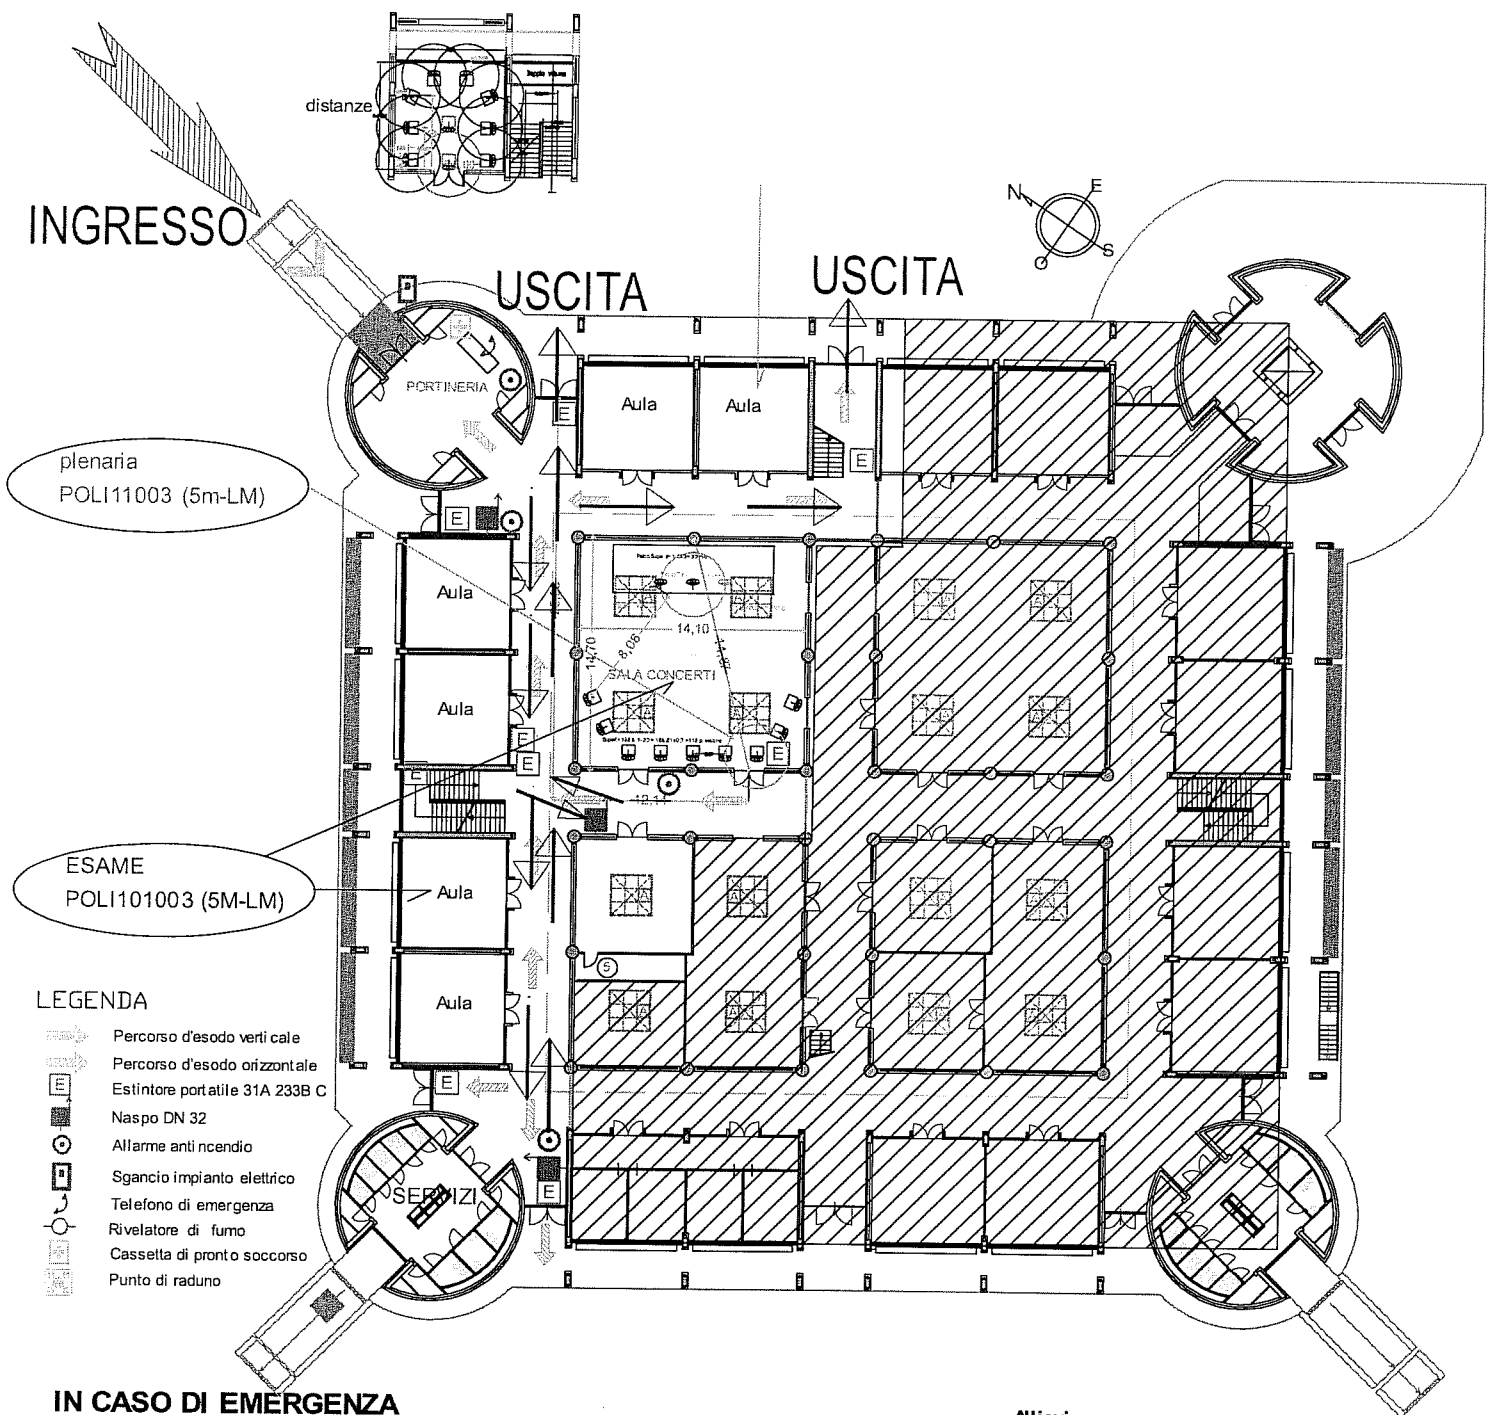 distanze
INGRESSO
USCITA
USCITA
N
E
S
O
PORTINERIA
E
Aula
Aula
E
plenaria
POLI11003 (5m-LM)
E
Aula
14,10
14,70
8,06
SALA CONCERTI
Aula
E
E
E
E
ESAME
POLI101003 (5M-LM)
Aula
5
Aula
E
E
SERVIZI
LEGENDA
Percorso d'esodo verticale
Percorso d'esodo orizzontale
E Estintore portatile 31A 233B C
Naspo DN 32
Allarme antincendio
Sgancio impianto elettrico
Telefono di emergenza
Rivelatore di fumo
Cassetta di pronto soccorso
Punto di raduno
IN CASO DI EMERGENZA